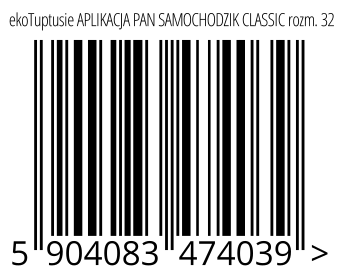 ekoTuptusie APLIKACJA PAN SAMOCHODZIK CLASSIC rozm. 32
5 904083 474039 >